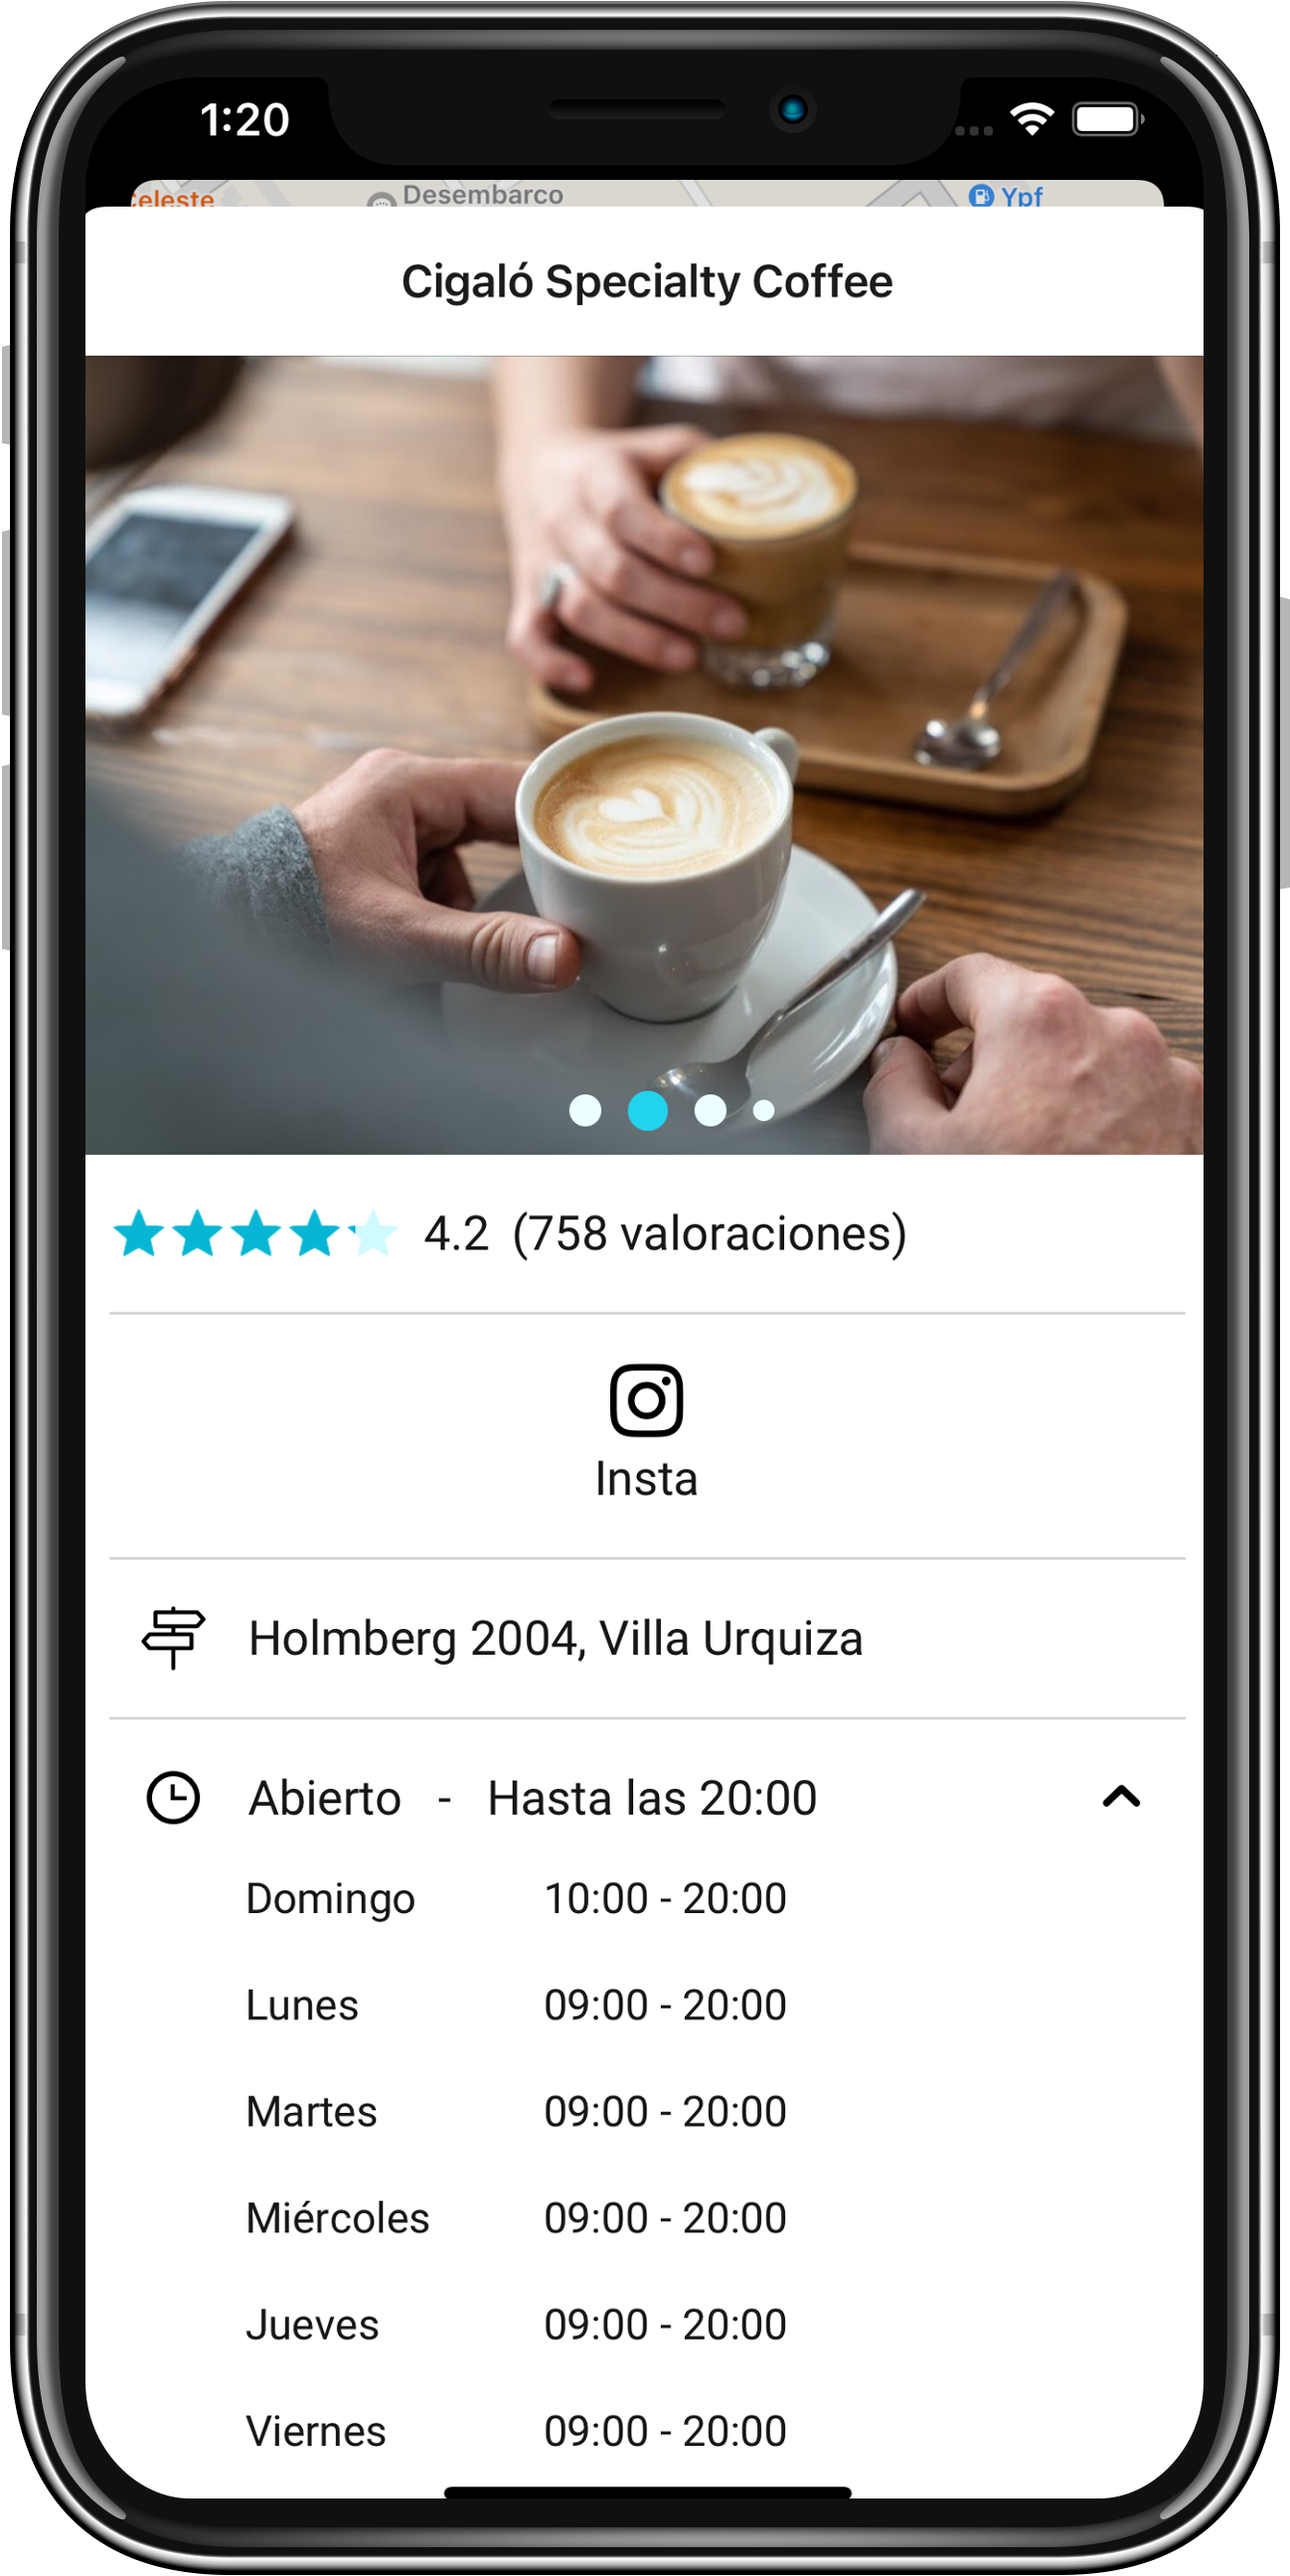 1:20
Desembarco
Ypf
Cigaló Specialty Coffee
4.2 (758 valoraciones)
Insta
Holmberg 2004, Villa Urquiza
Abierto - Hasta las 20:00
Domingo 10:00 - 20:00
Lunes 09:00 - 20:00
Martes 09:00 - 20:00
Miércoles 09:00 - 20:00
Jueves 09:00 - 20:00
Viernes 09:00 - 20:00